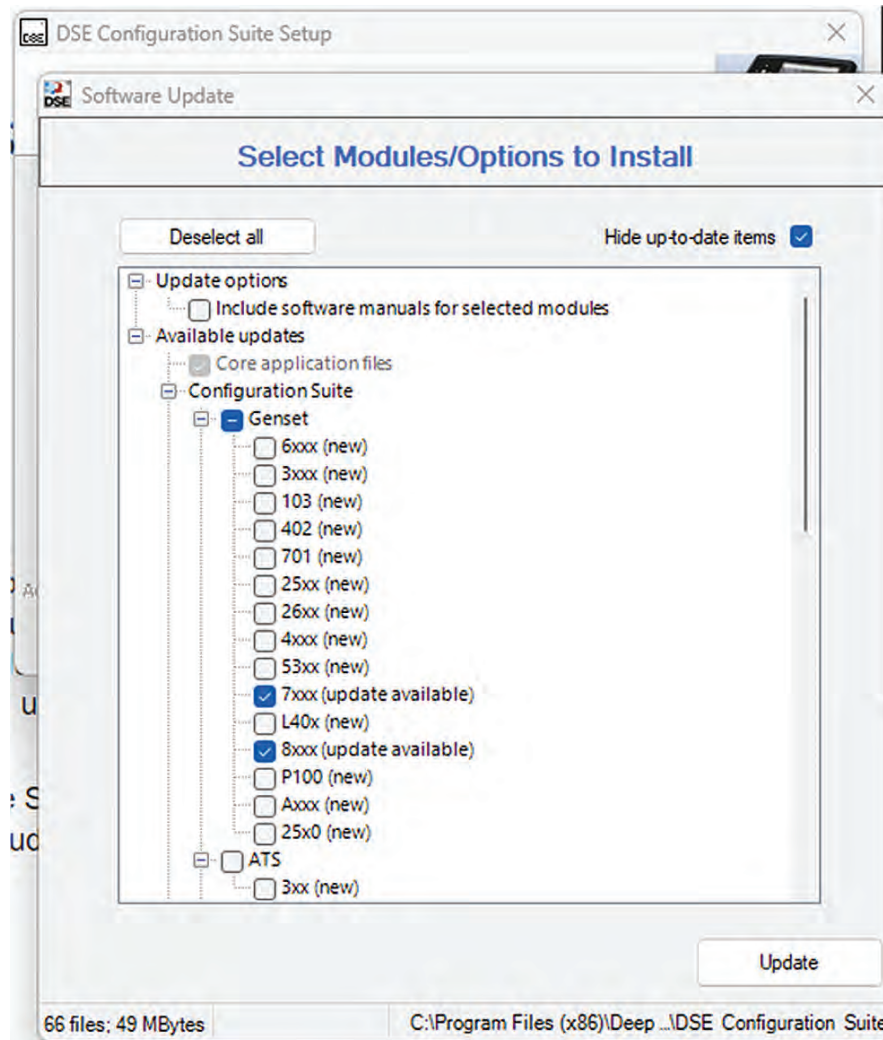 DSE Configuration Suite Setup
DSE Software Update
Select Modules/Options to Install
Deselect all
Hide up-to-date items
Update options
Include software manuals for selected modules
Available updates
Core application files
Configuration Suite
Genset
6xxx (new)
3xxx (new)
103 (new)
402 (new)
701 (new)
25xx (new)
26xx (new)
4xxx (new)
53xx (new)
7xxx (update available)
L40x (new)
8xxx (update available)
P100 (new)
Axxx (new)
25x0 (new)
ATS
3xx (new)
Update
66 files; 49 MBytes
C:\Program Files (x86)\Deep ...\DSE Configuration Suite